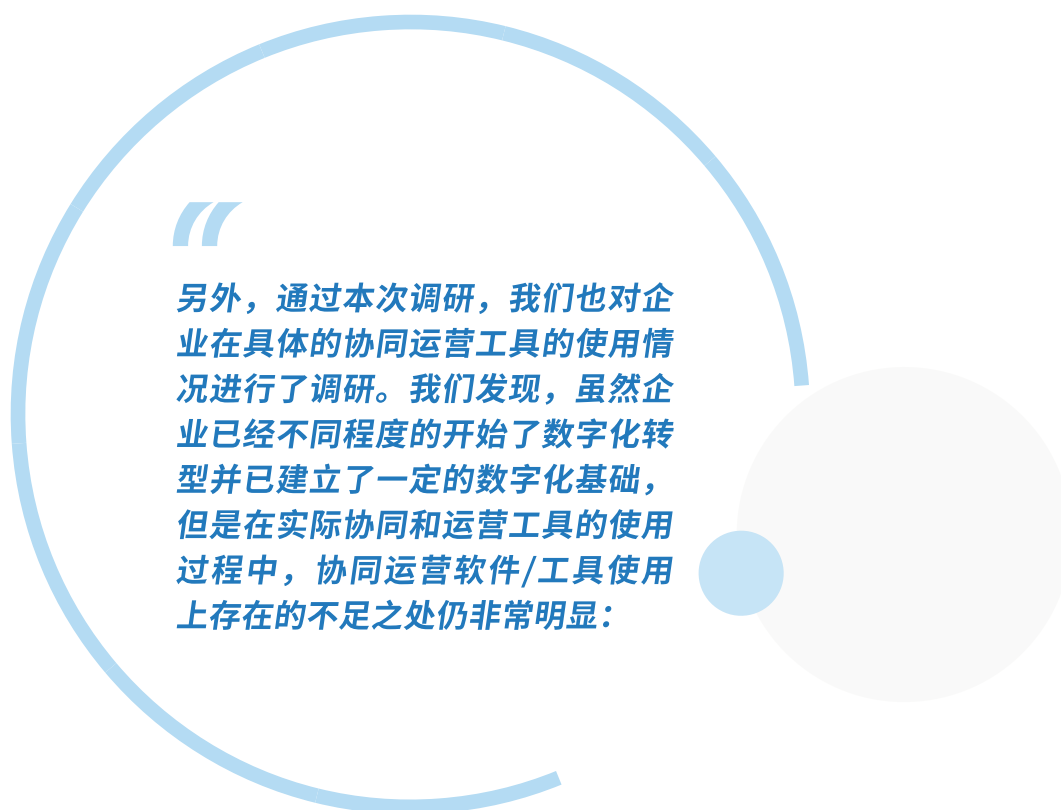 “
另外，通过本次调研，我们也对企
业在具体的协同运营工具的使用情
况进行了调研。我们发现，虽然企
业已经不同程度的开始了数字化转
型并已建立了一定的数字化基础，
但是在实际协同和运营工具的使用
过程中，协同运营软件/工具使用
上存在的不足之处仍非常明显：